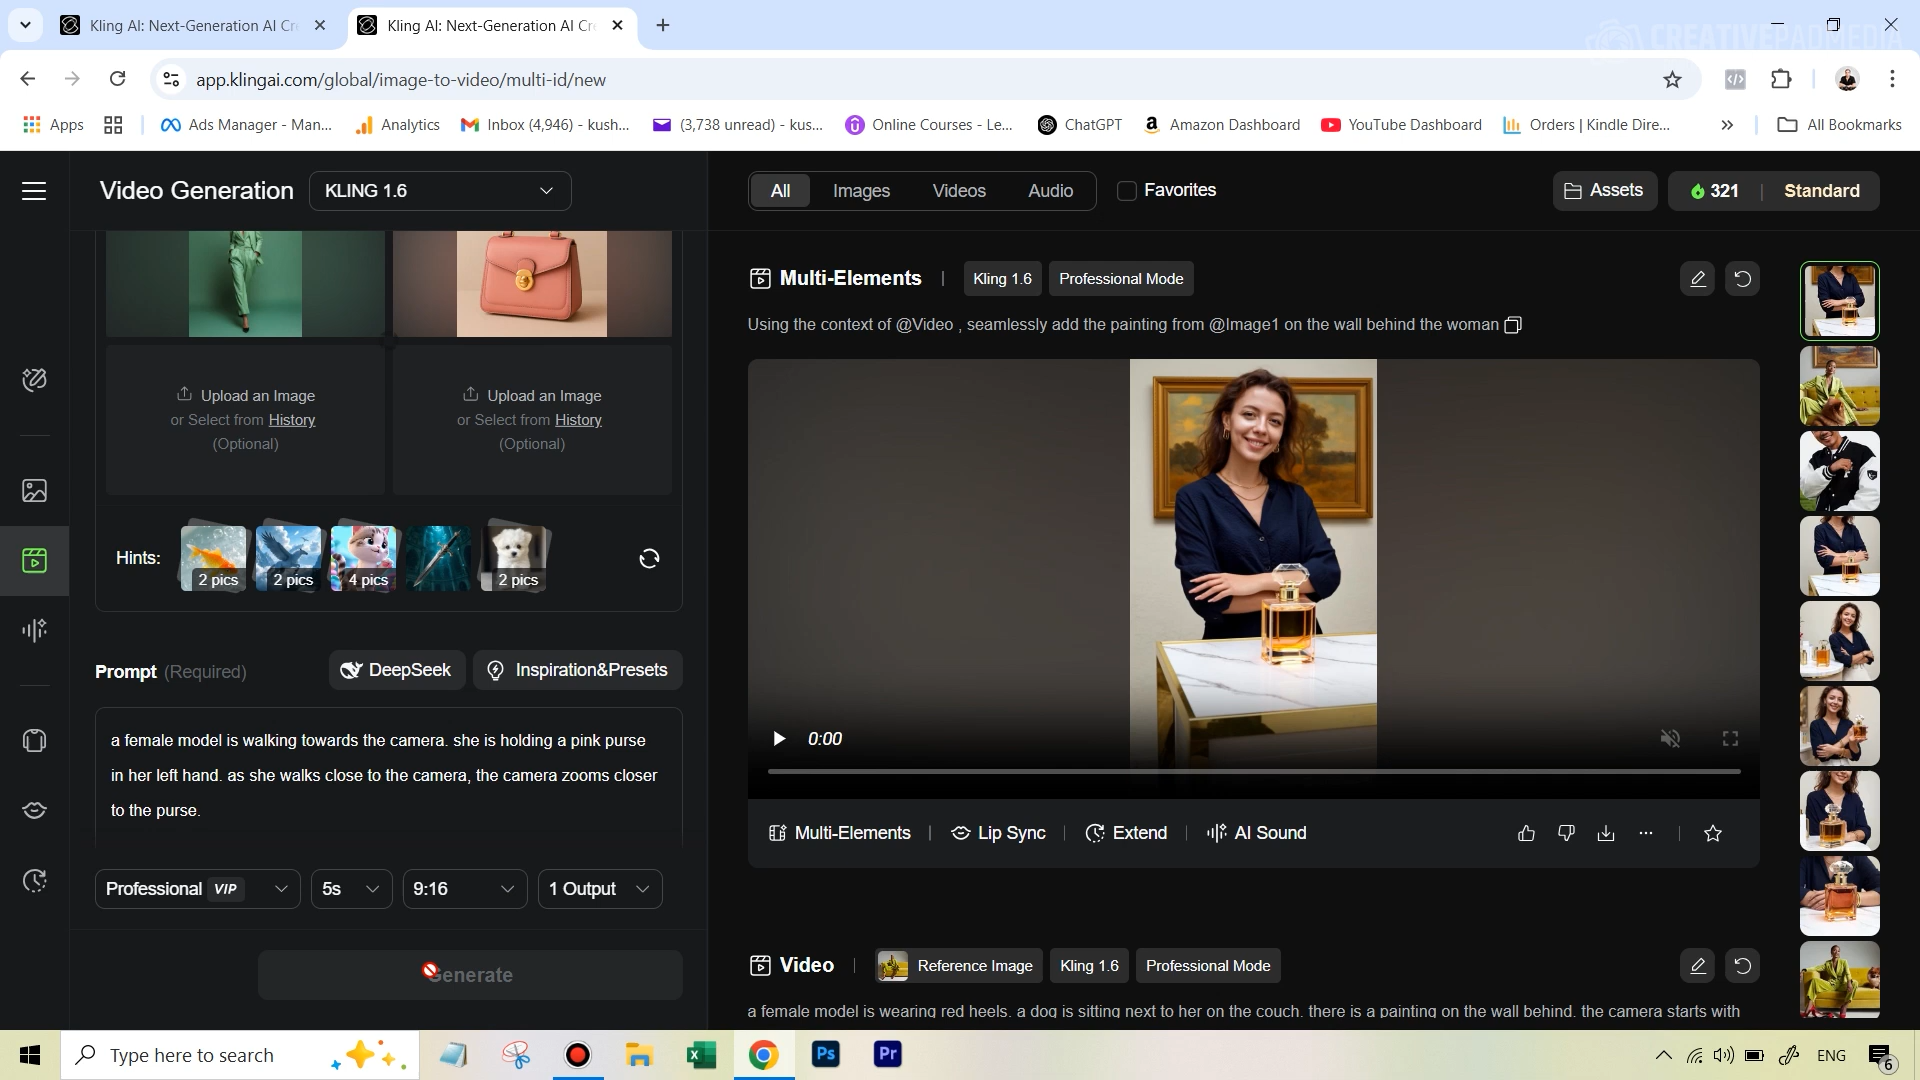 Kling AI: Next-Generation AI Cr
Kling AI: Next-Generation AI Cre
CREATIVEPADMEDIA
app.klingai.com/global/image-to-video/multi-id/new
Apps
Ads Manager - Man...
Analytics
Inbox (4,946) - kush...
(3,738 unread) - kus...
Online Courses - Le...
ChatGPT
Amazon Dashboard
YouTube Dashboard
Orders | Kindle Dire...
All Bookmarks
Video Generation
KLING 1.6
All
Images
Videos
Audio
Favorites
Assets
321
Standard
Upload an Image
or Select from History
(Optional)
Upload an Image
or Select from History
(Optional)
Hints:
2 pics
2 pics
4 pics
2 pics
Prompt (Required)
DeepSeek
Inspiration&Presets
a female model is walking towards the camera. she is holding a pink purse
in her left hand. as she walks close to the camera, the camera zooms closer
to the purse.
Professional VIP
5s
9:16
1 Output
Generate
Multi-Elements
Kling 1.6
Professional Mode
Using the context of @Video , seamlessly add the painting from @Image1 on the wall behind the woman
0:00
Multi-Elements
Lip Sync
Extend
AI Sound
Video
Reference Image
Kling 1.6
Professional Mode
a female model is wearing red heels. a dog is sitting next to her on the couch. there is a painting on the wall behind. the camera starts with
Type here to search
Ps
Pr
ENG
6